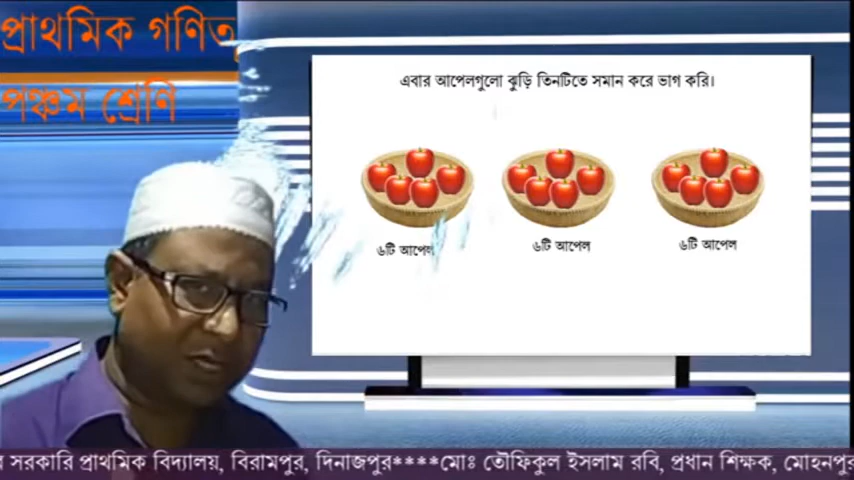 প্রাথমিক গণিত
পঞ্চম শ্রেণি
এবার আপেলগুলো ঝুড়ি তিনটিতে সমান করে ভাগ করি।
৬টি আপেল
৬টি আপেল
৬টি আপেল
র সরকারি প্রাথমিক বিদ্যালয়, বিরামপুর, দিনাজপুর****মোঃ তৌফিকুল ইসলাম রবি, প্রধান শিক্ষক, মোহনপুর